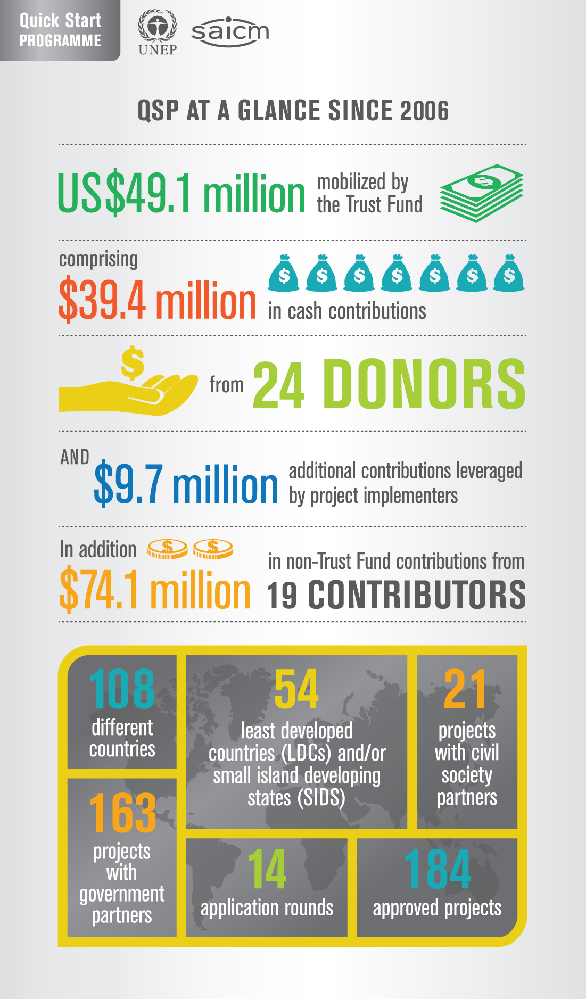 Quick Start
PROGRAMME
UNEP
saicm
QSP AT A GLANCE SINCE 2006
US$49.1 million
mobilized by
the Trust Fund
$
comprising
$39.4 million
$ $ $ $ $ $ $
in cash contributions
$
from
24 DONORS
AND
$9.7 million
additional contributions leveraged
by project implementers
In addition
$ $
$74.1 million
in non-Trust Fund contributions from
19 CONTRIBUTORS
108
different
countries
54
least developed
countries (LDCs) and/or
small island developing
states (SIDS)
21
projects
with civil
society
partners
163
projects
with
government
partners
14
application rounds
184
approved projects